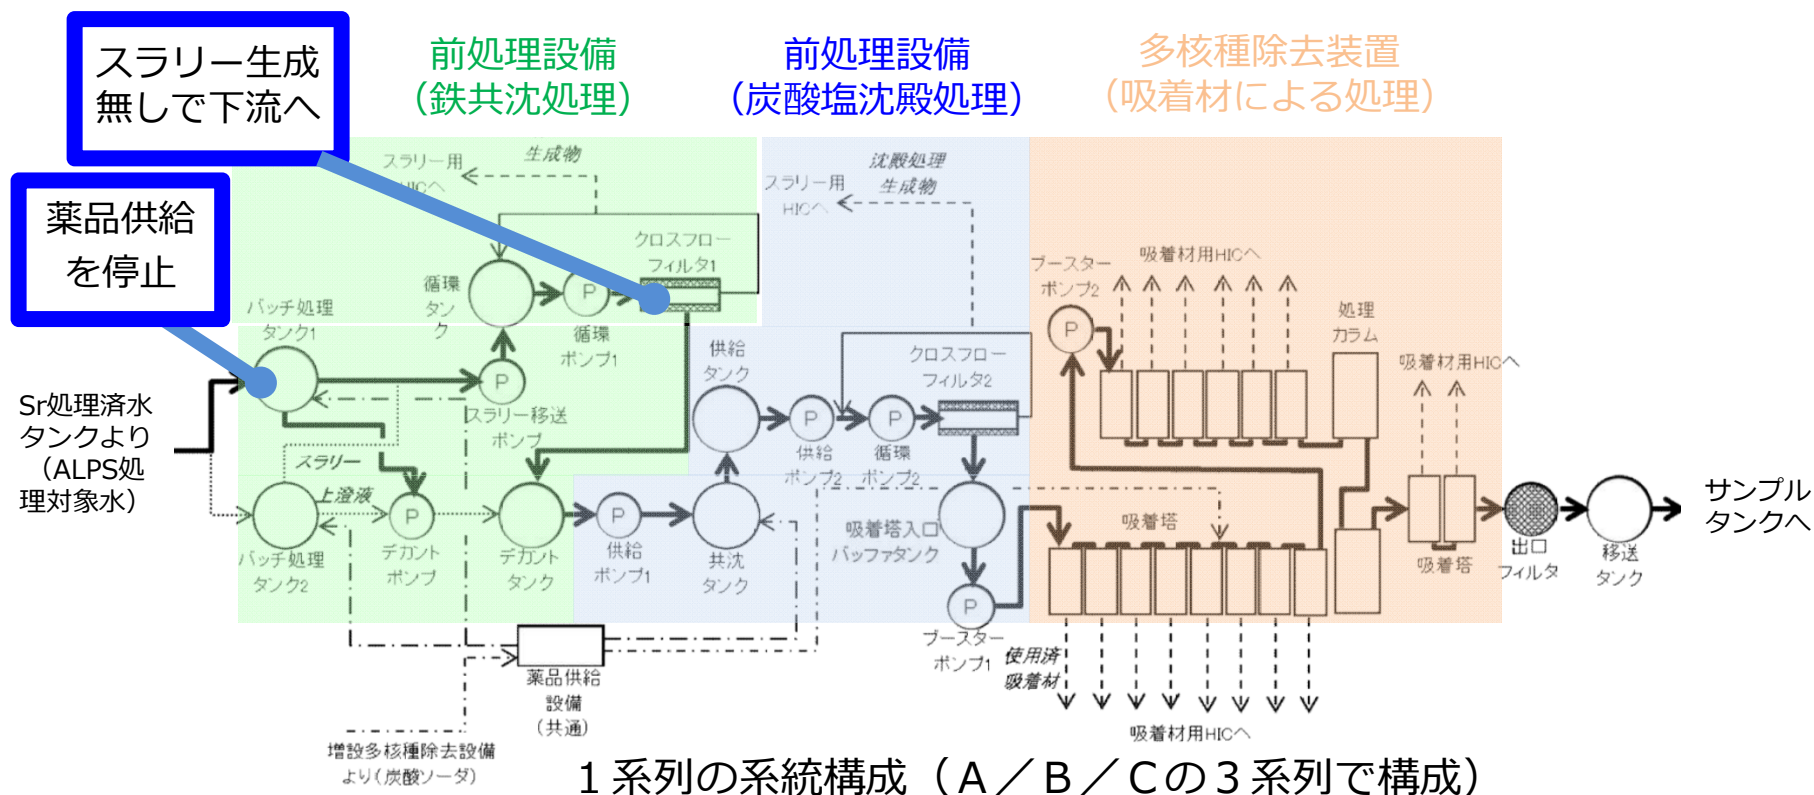 スラリー生成
無しで下流へ
前処理設備
（鉄共沈処理）
前処理設備
（炭酸塩沈殿処理）
多核種除去装置
（吸着材による処理）
薬品供給
を停止
スラリー用
HICへ
生成物
スラリー用
HICへ
沈殿処理
生成物
クロスフロー
フィルタ1
循環
タン
ク
P
循環
ポンプ1
バッチ処理
タンク1
P
スラリー移送
ポンプ
Sr処理済水
タンクより
（ALPS処
理対象水）
スラリー
上澄液
バッチ処理
タンク2
P
デカント
ポンプ
デカント
タンク
P
供給
ポンプ1
共沈
タンク
供給
タンク
P
供給
ポンプ2
P
循環
ポンプ2
クロスフロー
フィルタ2
吸着塔入口
バッファタンク
P
ブースター
ポンプ1
ブースター
ポンプ2
P
吸着材用HICへ
処理
カラム
吸着材用HICへ
吸着塔
吸着塔
出口
フィルタ
移送
タンク
サンプル
タンクへ
使用済
吸着材
吸着材用HICへ
薬品供給
設備
（共通）
増設多核種除去設備
より（炭酸ソーダ）
１系列の系統構成（Ａ／Ｂ／Ｃの３系列で構成）